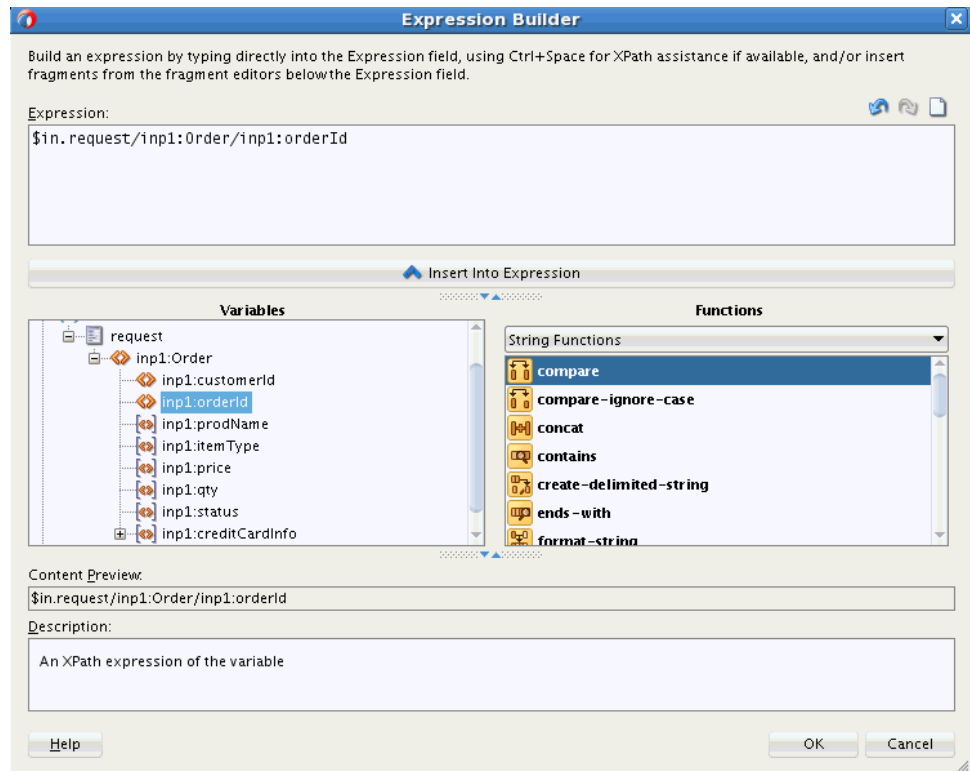 Expression Builder
Build an expression by typing directly into the Expression field, using Ctrl+Space for XPath assistance if available, and/or insert
fragments from the fragment editors below the Expression field.
Expression:
$in.request/inp1:Order/inp1:orderId
Insert Into Expression
Variables
request
inp1:Order
inp1:customerId
inp1:orderId
inp1:prodName
inp1:itemType
inp1:price
inp1:qty
inp1:status
inp1:creditCardInfo
Functions
String Functions
compare
compare-ignore-case
concat
contains
create-delimited-string
ends-with
format-string
Content Preview:
$in.request/inp1:Order/inp1:orderId
Description:
An XPath expression of the variable
Help
OK
Cancel